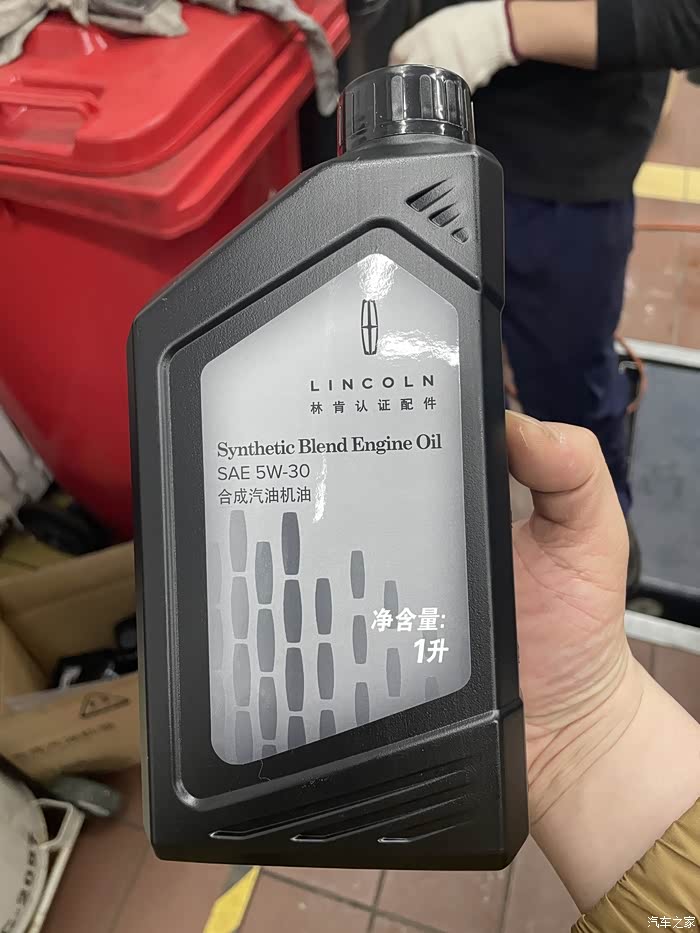 LINCOLN
林肯认证配件
Synthetic Blend Engine Oil
SAE 5W-30
合成汽油机油
净含量:
1升
汽车之家